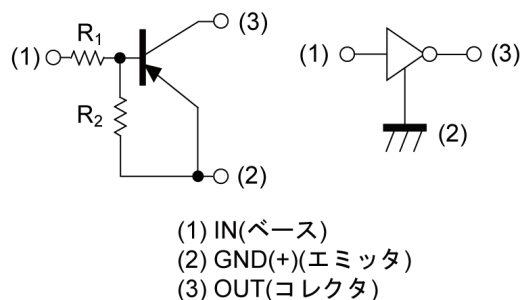 (3)
R1
(1)
R2
(2)
(1)
(3)
(2)
(1) IN(ベース)
(2) GND(+)(エミッタ)
(3) OUT(コレクタ)